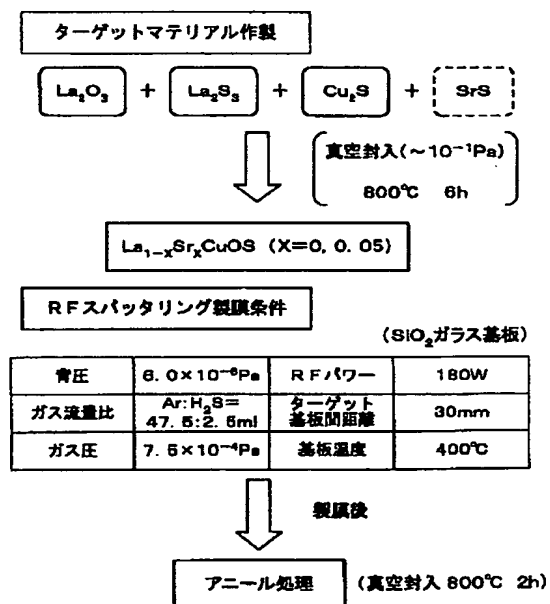 ターゲットマテリアル作製
La₂O₃ + La₂S₃ + Cu₂S + SrS
真空封入(～10⁻¹Pa)
800℃ 6h
La₁₋ₓSrₓCuOS (X=0, 0. 05)
RFスパッタリング製膜条件
(SiO₂ガラス基板)
背圧 6. 0×10⁻⁶Pa RFパワー 180W
ガス流量比 Ar:H₂S= 47. 5:2. 5ml ターゲット基板間距離 30mm
ガス圧 7. 5×10⁻⁴Pa 基板温度 400℃
製膜後
アニール処理 (真空封入 800℃ 2h)